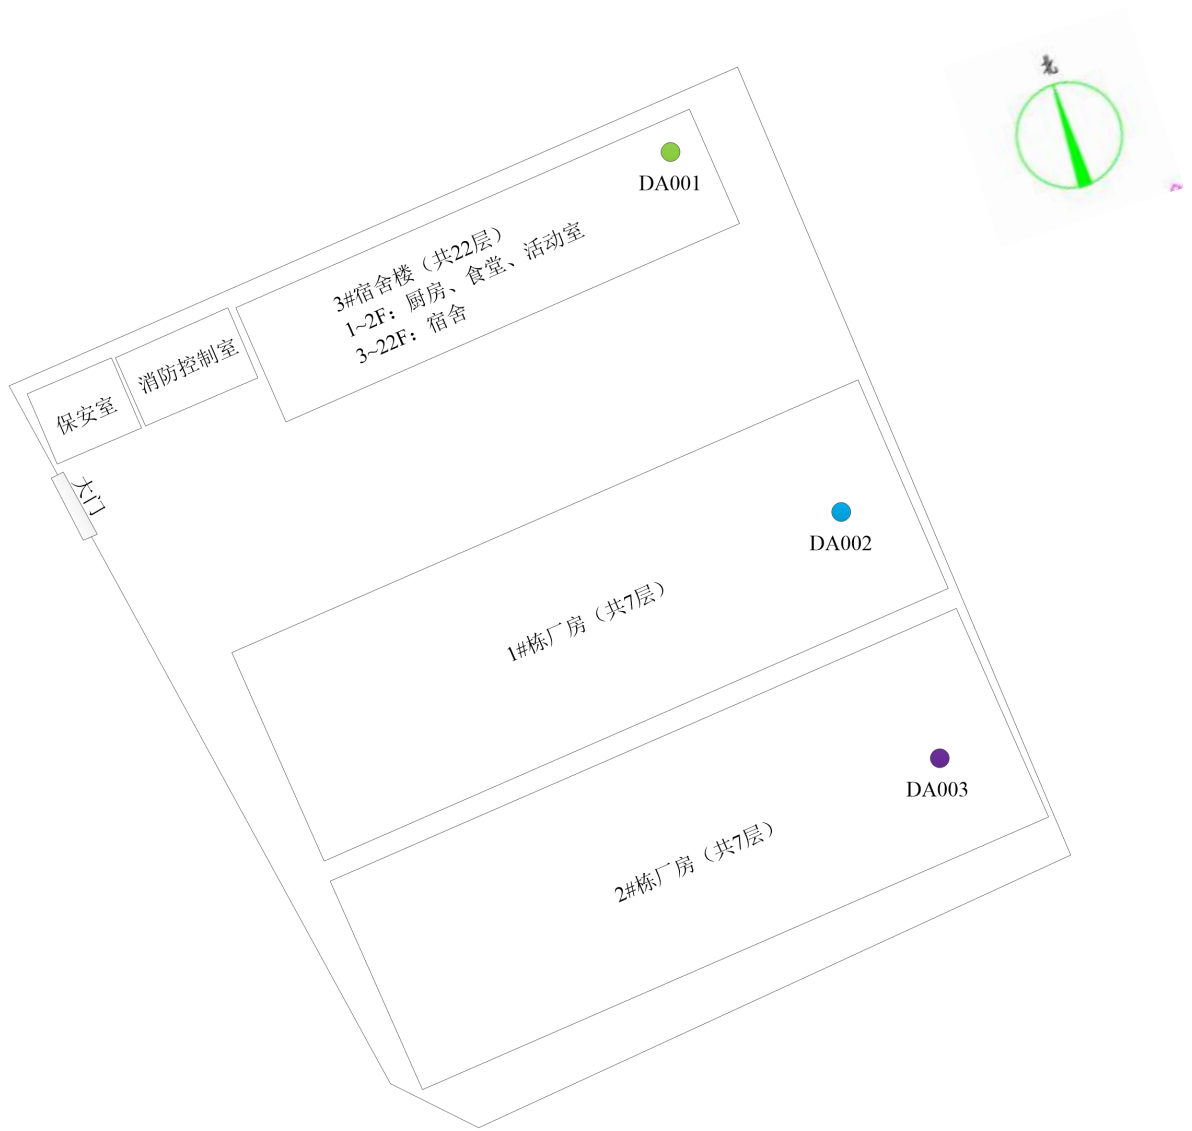 北
DA001
3#宿舍楼（共22层）
1~2F：厨房、食堂、活动室
3~22F：宿舍
消防控制室
保安室
大门
DA002
1#栋厂房（共7层）
DA003
2#栋厂房（共7层）